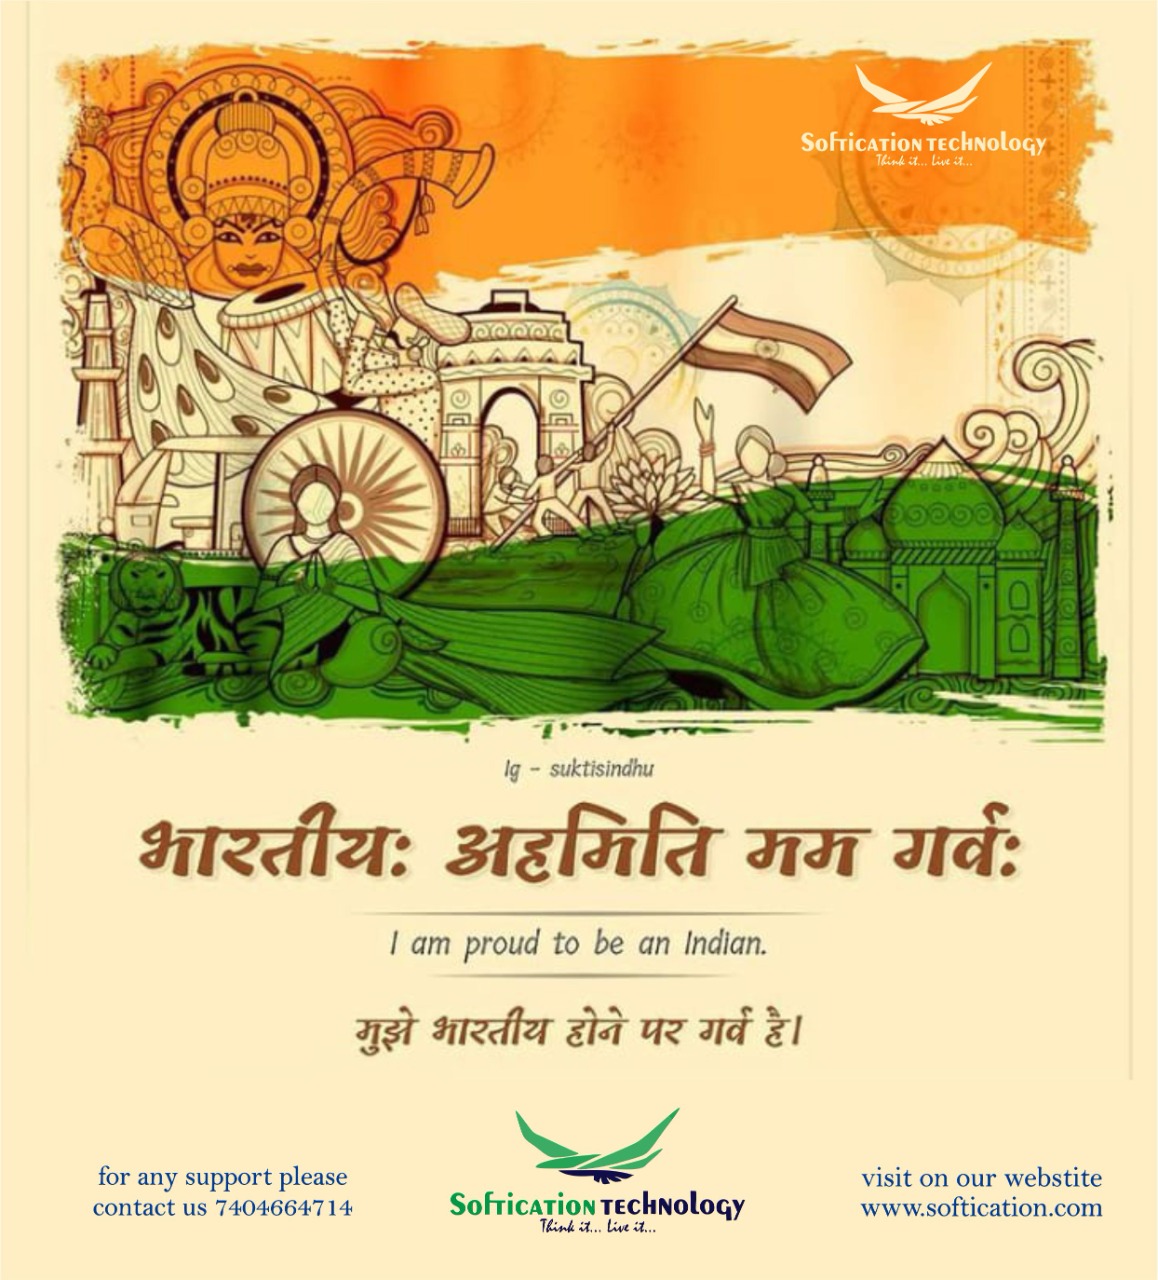 Softication Technology
Think it... Live it...
Ig - suktisindhu
भारतीयः अहमिति मम गर्वः
I am proud to be an Indian.
मुझे भारतीय होने पर गर्व है।
for any support please
contact us 7404664714
Softication Technology
Think it... Live it...
visit on our webstite
www.softication.com